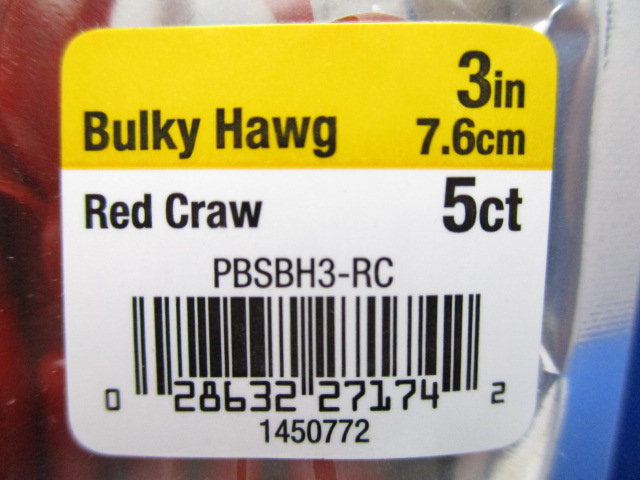 3in
Bulky Hawg 7.6cm
Red Craw 5ct
PBSBH3-RC
0 28632 27174 2
1450772